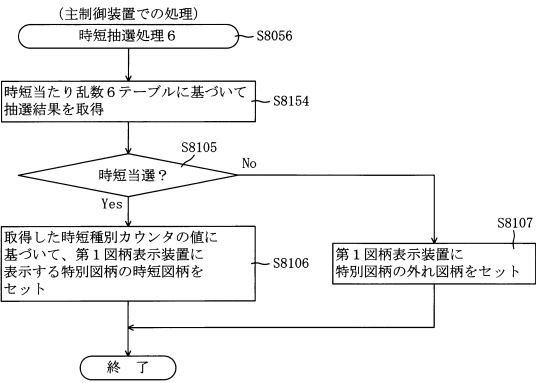 （主制御装置での処理）
時短抽選処理６
S8056
時短当たり乱数６テーブルに基づいて
抽選結果を取得
S8154
S8105
時短当選？
No
Yes
取得した時短種別カウンタの値に
基づいて、第１図柄表示装置に
表示する特別図柄の時短図柄を
セット
S8106
S8107
第１図柄表示装置に
特別図柄の外れ図柄をセット
終　了